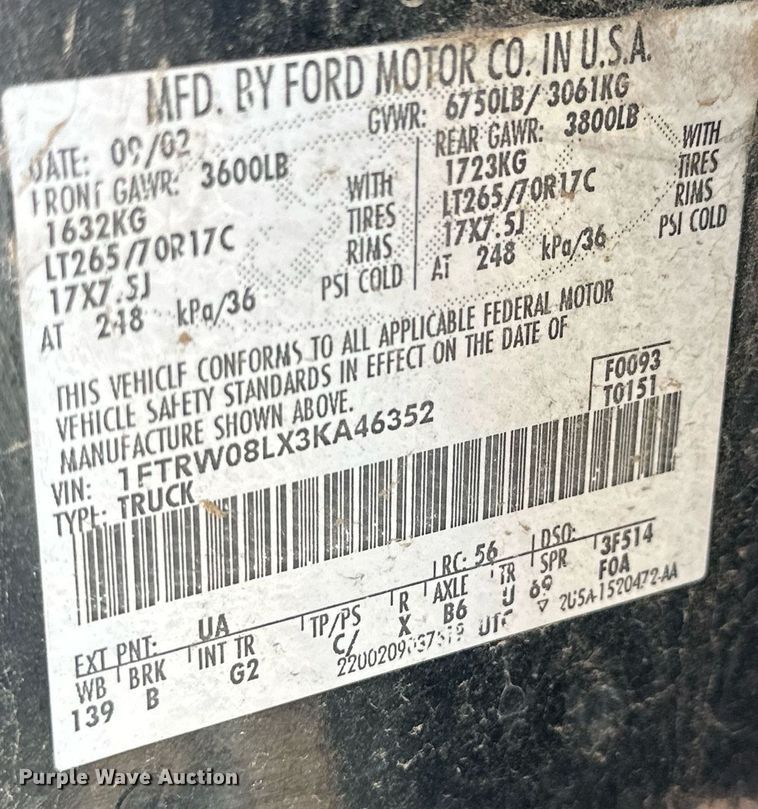 MFD. BY FORD MOTOR CO. IN U.S.A.
DATE: 09/02 GVWR: 6750LB/ 3061KG
FRONT GAWR: 3600LB REAR GAWR: 3800LB
1632KG WITH 1723KG WITH
LT265/70R17C TIRES LT265/70R17C TIRES
17X7.5J RIMS 17X7.5J RIMS
AT 248 kPa/36 PSI COLD AT 248 kPa/36 PSI COLD
THIS VEHICLE CONFORMS TO ALL APPLICABLE FEDERAL MOTOR
VEHICLE SAFETY STANDARDS IN EFFECT ON THE DATE OF
MANUFACTURE SHOWN ABOVE.
F0093
VIN: 1FTRW08LX3KA46352 T0151
TYPE: TRUCK
EXT PNT: UA RC: 56 DSO: 3F514
WB BRK INT TR TP/PS R AXLE TR SPR F0A
139 B G2 C/ X B6 U 69
UTC ▽ 2U5A-1520472-AA
Purple Wave Auction